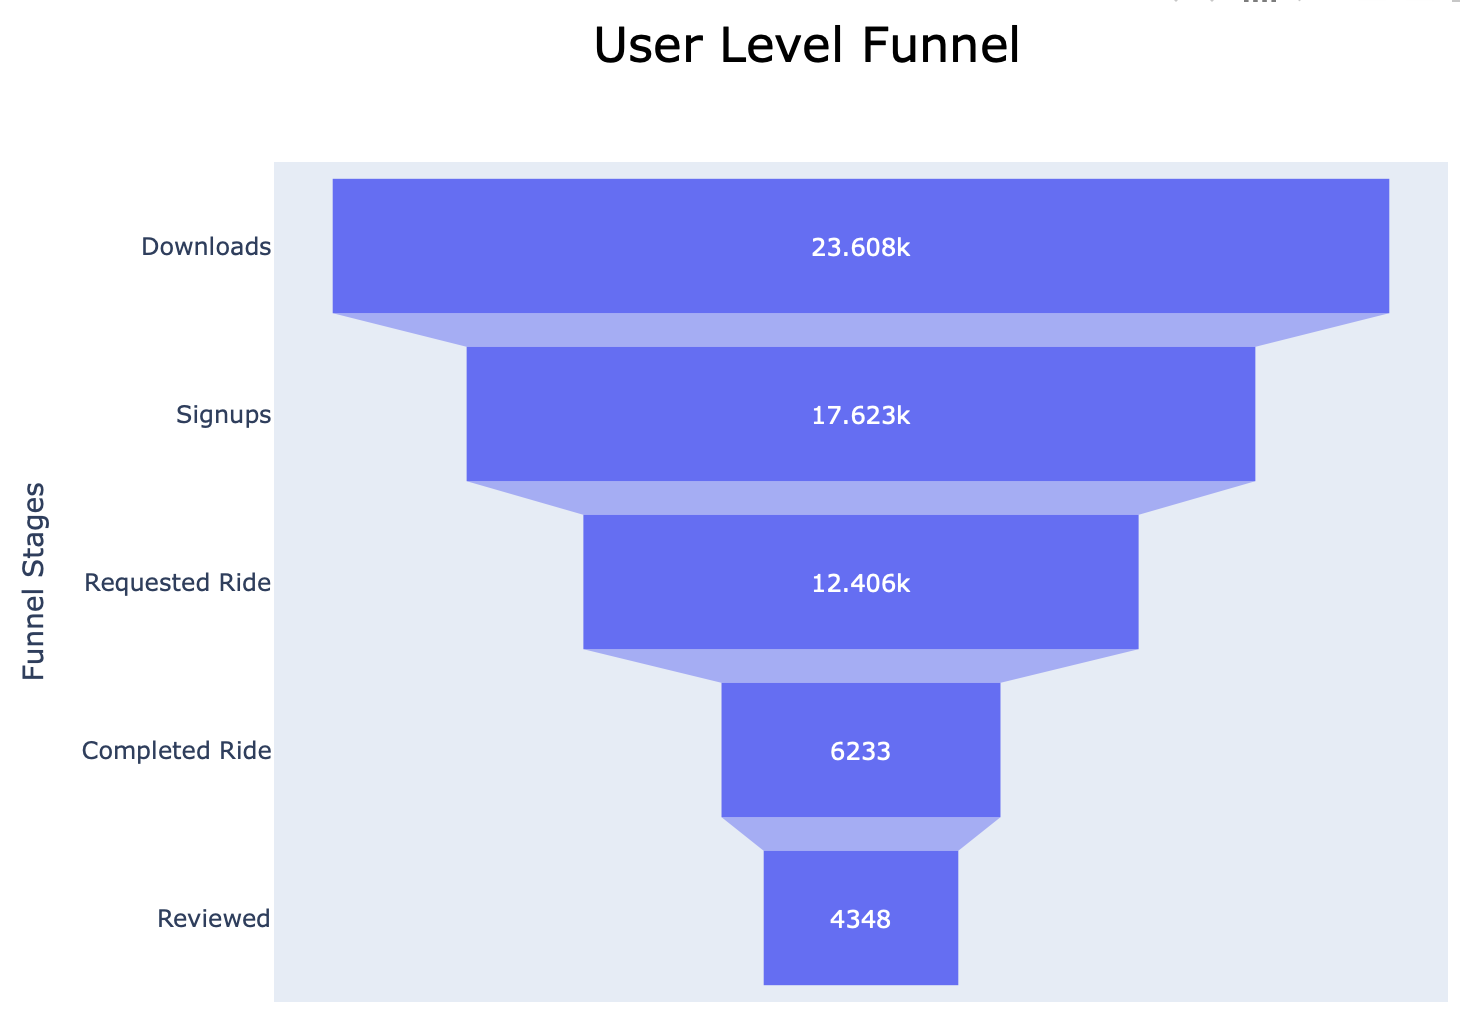 User Level Funnel
Downloads
23.608k
Signups
17.623k
Requested Ride
12.406k
Completed Ride
6233
Reviewed
4348
Funnel Stages